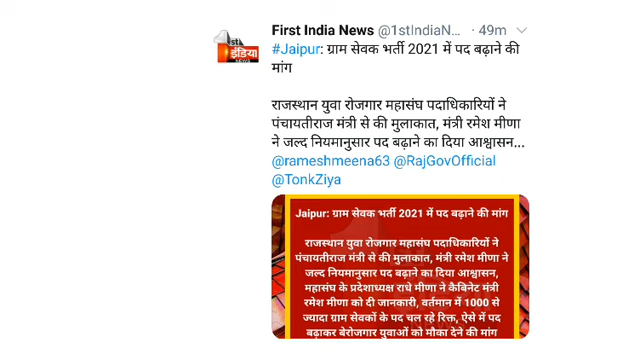 First India News @1stIndiaN... · 49m
#Jaipur: ग्राम सेवक भर्ती 2021 में पद बढ़ाने की
मांग
राजस्थान युवा रोजगार महासंघ पदाधिकारियों ने
पंचायतीराज मंत्री से की मुलाकात, मंत्री रमेश मीणा
ने जल्द नियमानुसार पद बढ़ाने का दिया आश्वासन...
@rameshmeena63 @RajGovOfficial
@TonkZiya
1st
इंडिया
NEWS
Jaipur: ग्राम सेवक भर्ती 2021 में पद बढ़ाने की मांग
राजस्थान युवा रोजगार महासंघ पदाधिकारियों ने
पंचायतीराज मंत्री से की मुलाकात, मंत्री रमेश मीणा ने
जल्द नियमानुसार पद बढ़ाने का दिया आश्वासन,
महासंघ के प्रदेशाध्यक्ष राधे मीणा ने कैबिनेट मंत्री
रमेश मीणा को दी जानकारी, वर्तमान में 1000 से
ज्यादा ग्राम सेवकों के पद चल रहे रिक्त, ऐसे में पद
बढ़ाकर बेरोजगार युवाओं को मौका देने की मांग